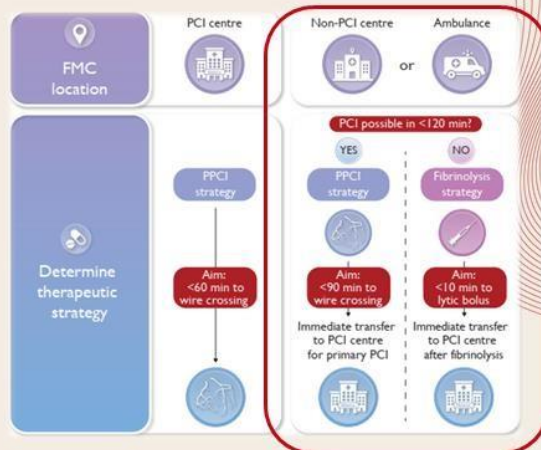 PCI centre
Non-PCI centre
or
Ambulance
FMC
location
PCI possible in <120 min?
YES
NO
PPCI
strategy
PPCI
strategy
Fibrinolysis
strategy
Determine
therapeutic
strategy
Aim:
<60 min to
wire crossing
Aim:
<90 min to
wire crossing
Aim:
<10 min to
lytic bolus
Immediate transfer
to PCI centre
for primary PCI
Immediate transfer
to PCI centre
after fibrinolysis